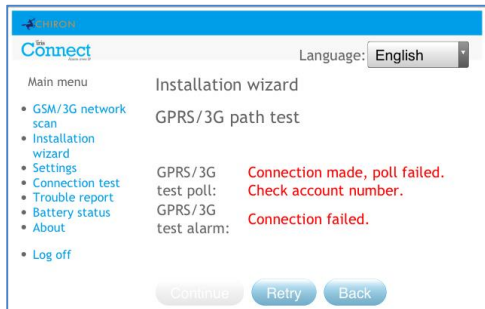 CHIRON
iris
Connect
Language: English
Main menu
GSM/3G network
scan
Installation
wizard
Settings
Connection test
Trouble report
Battery status
About
Log off
Installation wizard
GPRS/3G path test
GPRS/3G
test poll:
Connection made, poll failed.
Check account number.
GPRS/3G
test alarm:
Connection failed.
Continue
Retry
Back